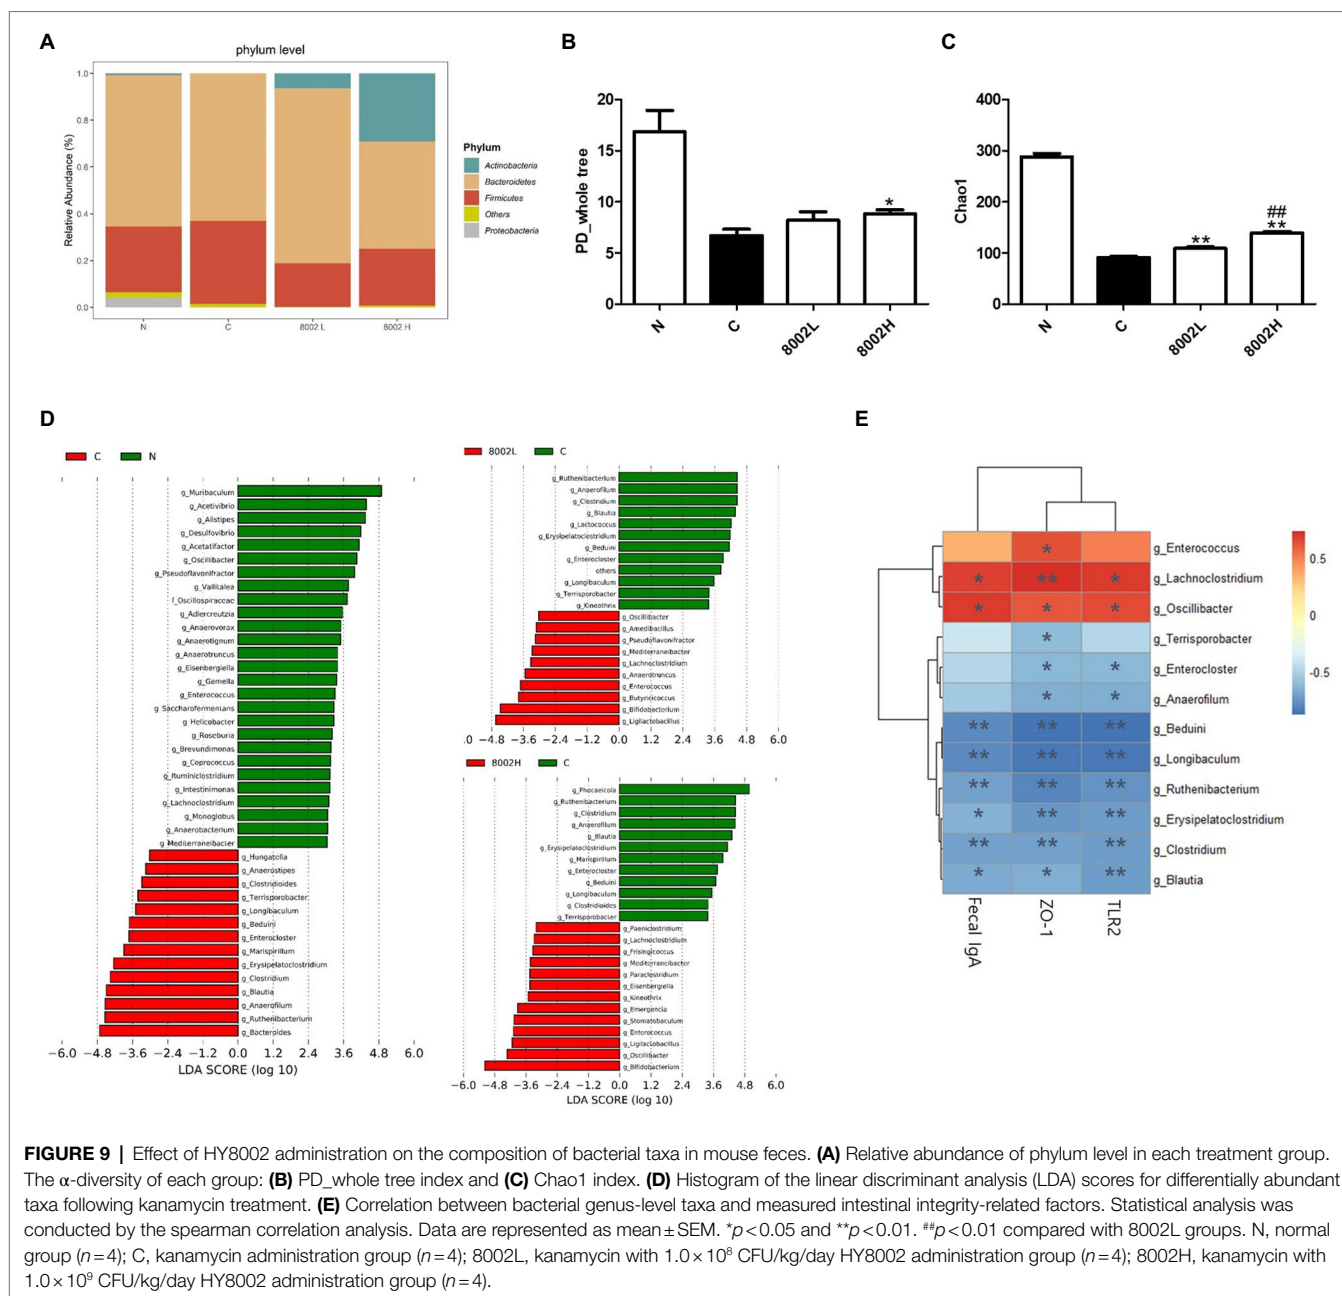 A
phylum level
Relative Abundance (%)
1.0
0.8
0.6
0.4
0.2
0.0
N
C
8002 L
8002 H
Phylum
Actinobacteria
Bacteroidetes
Firmicutes
Others
Proteobacteria
B
PD_whole tree
20
15
10
5
0
*
N
C
8002L
8002H
C
Chao1
400
300
200
100
0
**
##
**
N
C
8002L
8002H
D
C
N
g_Muribaculum
g_Acetivibrio
g_Alistipes
g_Desulfovibrio
g_Acetatifactor
g_Oscillibacter
g_Pseudoflavonifractor
g_Vallitalea
f_Oscillospiraceae
g_Adlercreutzia
g_Anaerovorax
g_Anaerotignum
g_Anaerotruncus
g_Eisenbergiella
g_Gemella
g_Enterococcus
g_Saccharofermentans
g_Helicobacter
g_Roseburia
g_Brevundimonas
g_Coprococcus
g_Ruminiclostridium
g_Intestinimonas
g_Lachnoclostridium
g_Monoglobus
g_Anaerobacterium
g_Mediterraneibacter
g_Hungatella
g_Anaerostipes
g_Clostridioides
g_Terrisporobacter
g_Longibaculum
g_Beduini
g_Enterocloster
g_Marispirillum
g_Erysipelatoclostridium
g_Clostridium
g_Blautia
g_Anaerofilum
g_Ruthenibacterium
g_Bacteroides
−6.0 −4.8 −3.6 −2.4 −1.2 0.0 1.2 2.4 3.6 4.8 6.0
LDA SCORE (log 10)
8002L
C
g_Ruthenibacterium
g_Anaerofilum
g_Clostridium
g_Blautia
g_Lactococcus
g_Erysipelatoclostridium
g_Beduini
g_Enterocloster
others
g_Longibaculum
g_Terrisporobacter
g_Kineothrix
g_Oscillibacter
g_Amedibacillus
g_Pseudoflavonifractor
g_Mediterraneibacter
g_Lachnoclostridium
g_Anaerotruncus
g_Enterococcus
g_Butyricicoccus
g_Bifidobacterium
g_Ligilactobacillus
.0 −4.8 −3.6 −2.4 −1.2 0.0 1.2 2.4 3.6 4.8 6.0
8002H
C
g_Phocaeicola
g_Ruthenibacterium
g_Clostridium
g_Anaerofilum
g_Blautia
g_Erysipelatoclostridium
g_Marispirillum
g_Enterocloster
g_Beduini
g_Longibaculum
g_Clostridioides
g_Terrisporobacter
g_Paeniclostridium
g_Lachnoclostridium
g_Frisingicoccus
g_Mediterraneibacter
g_Paraclostridium
g_Eisenbergiella
g_Kineothrix
g_Emergencia
g_Stomatobaculum
g_Enterococcus
g_Ligilactobacillus
g_Oscillibacter
g_Bifidobacterium
−6.0 −4.8 −3.6 −2.4 −1.2 0.0 1.2 2.4 3.6 4.8 6.0
LDA SCORE (log 10)
E
* g_Enterococcus
* ** * g_Lachnoclostridium
* * * g_Oscillibacter
* g_Terrisporobacter
* * g_Enterocloster
* * g_Anaerofilum
** ** ** g_Beduini
** ** ** g_Longibaculum
** ** ** g_Ruthenibacterium
* ** ** g_Erysipelatoclostridium
** ** ** g_Clostridium
* * ** g_Blautia
Fecal IgA
ZO-1
TLR2
0.5
0
-0.5
FIGURE 9 | Effect of HY8002 administration on the composition of bacterial taxa in mouse feces. (A) Relative abundance of phylum level in each treatment group.
The α-diversity of each group: (B) PD_whole tree index and (C) Chao1 index. (D) Histogram of the linear discriminant analysis (LDA) scores for differentially abundant
taxa following kanamycin treatment. (E) Correlation between bacterial genus-level taxa and measured intestinal integrity-related factors. Statistical analysis was
conducted by the spearman correlation analysis. Data are represented as mean ± SEM. *p < 0.05 and **p < 0.01. ##p < 0.01 compared with 8002L groups. N, normal
group (n = 4); C, kanamycin administration group (n = 4); 8002L, kanamycin with 1.0 × 10⁸ CFU/kg/day HY8002 administration group (n = 4); 8002H, kanamycin with
1.0 × 10⁹ CFU/kg/day HY8002 administration group (n = 4).